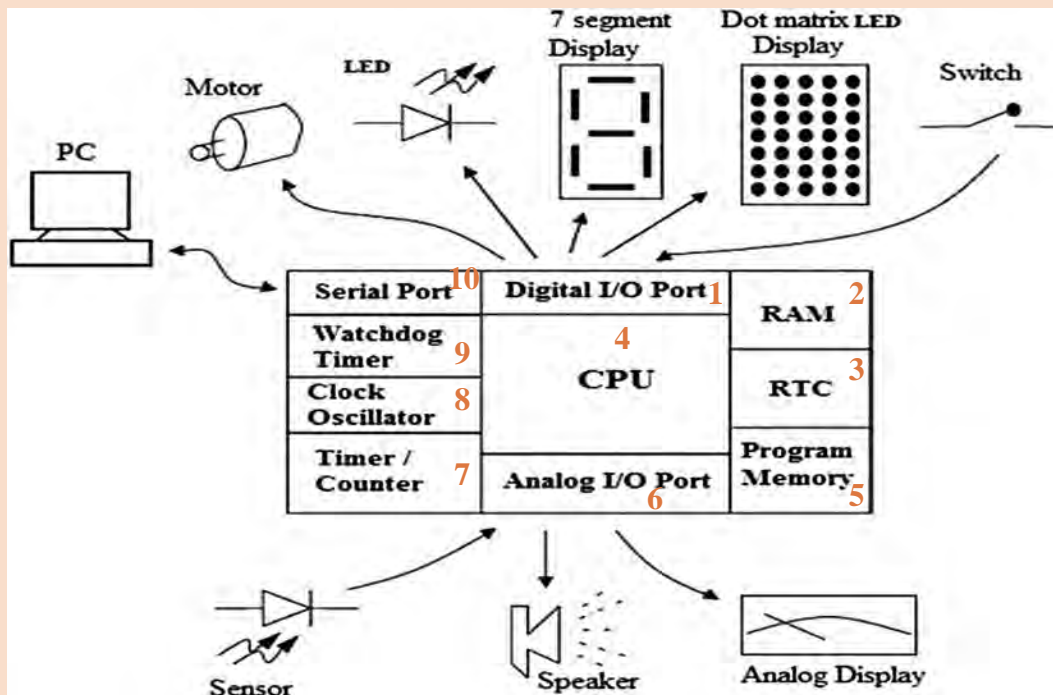 7 segment
Display
Dot matrix LED
Display
LED
Switch
Motor
PC
Serial Port 10
Digital I/O Port 1
RAM 2
Watchdog
Timer 9
CPU 4
RTC 3
Clock
Oscillator 8
Timer /
Counter 7
Analog I/O Port 6
Program
Memory 5
Sensor
Speaker
Analog Display